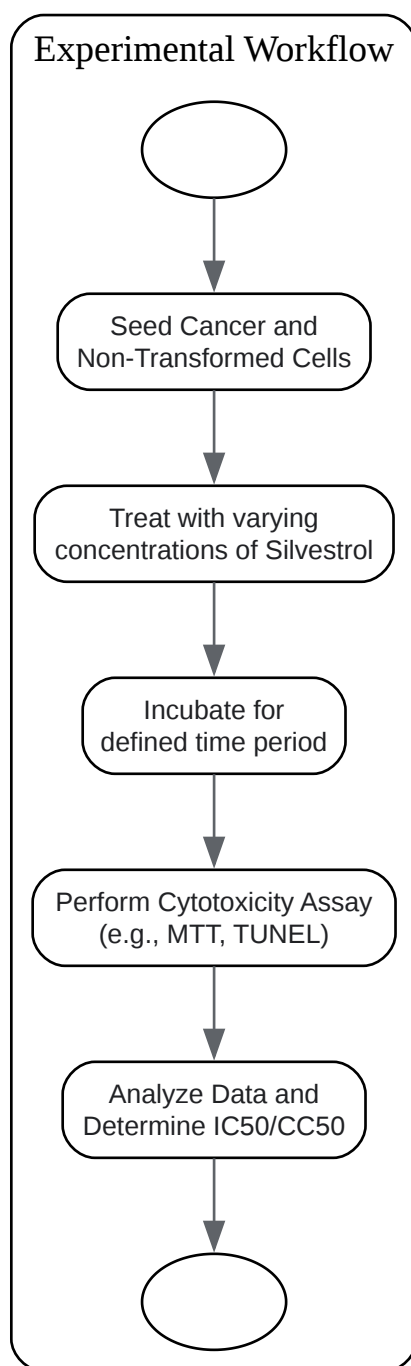 Experimental Workflow
Seed Cancer and
Non-Transformed Cells
Treat with varying
concentrations of Silvestrol
Incubate for
defined time period
Perform Cytotoxicity Assay
(e.g., MTT, TUNEL)
Analyze Data and
Determine IC50/CC50